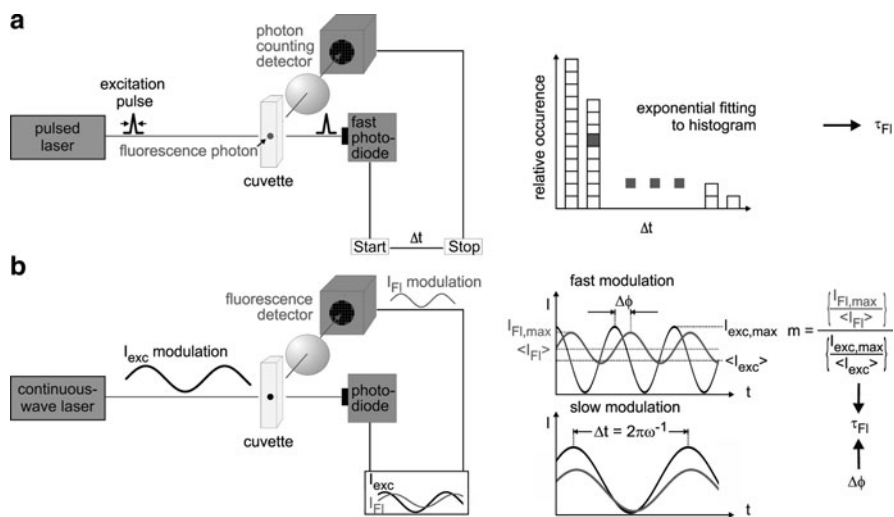 a
photon
counting
detector
excitation
pulse
pulsed
laser
fluorescence photon
cuvette
fast
photo-
diode
Start
Δt
Stop
relative occurence
exponential fitting
to histogram
τFl
Δt
b
IFl modulation
fluorescence
detector
Iexc modulation
continuous-
wave laser
cuvette
photo-
diode
Iexc
IFl
fast modulation
I
Δϕ
IFl,max
<IFl>
Iexc,max
<Iexc>
t
slow modulation
I
Δt = 2πω⁻¹
t
m = {IFl,max
<IFl>}
{Iexc,max
<Iexc>}
τFl
Δϕ